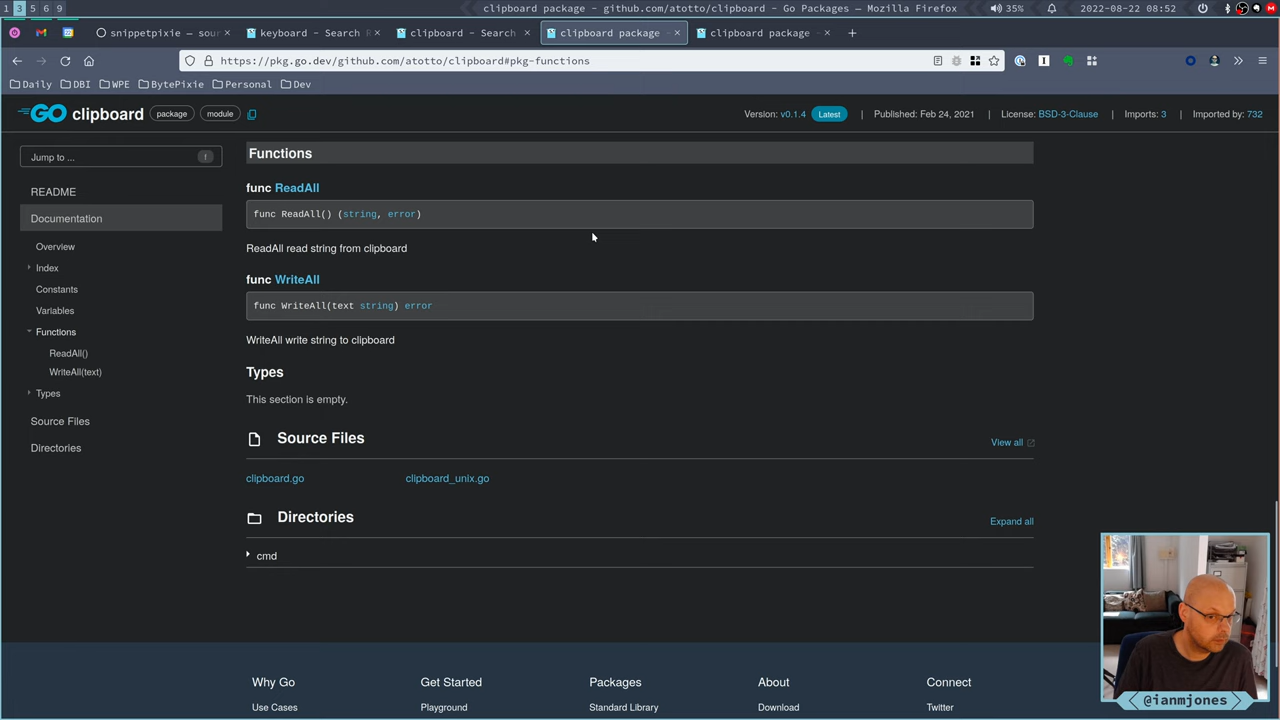 1 3 5 6 9
clipboard package - github.com/atotto/clipboard - Go Packages — Mozilla Firefox
35%
2022-08-22 08:52
snippetpixie — sour
keyboard - Search R
clipboard - Search
clipboard package -
clipboard package -
https://pkg.go.dev/github.com/atotto/clipboard#pkg-functions
Daily
DBI
WPE
BytePixie
Personal
Dev
GO clipboard
package
module
Version: v0.1.4
Latest
Published: Feb 24, 2021
License: BSD-3-Clause
Imports: 3
Imported by: 732
Jump to ...
f
README
Documentation
Overview
Index
Constants
Variables
Functions
ReadAll()
WriteAll(text)
Types
Source Files
Directories
Functions
func ReadAll
func ReadAll() (string, error)
ReadAll read string from clipboard
func WriteAll
func WriteAll(text string) error
WriteAll write string to clipboard
Types
This section is empty.
Source Files
View all
clipboard.go
clipboard_unix.go
Directories
Expand all
cmd
Why Go
Get Started
Packages
About
Connect
Use Cases
Playground
Standard Library
Download
Twitter
@ianmjones